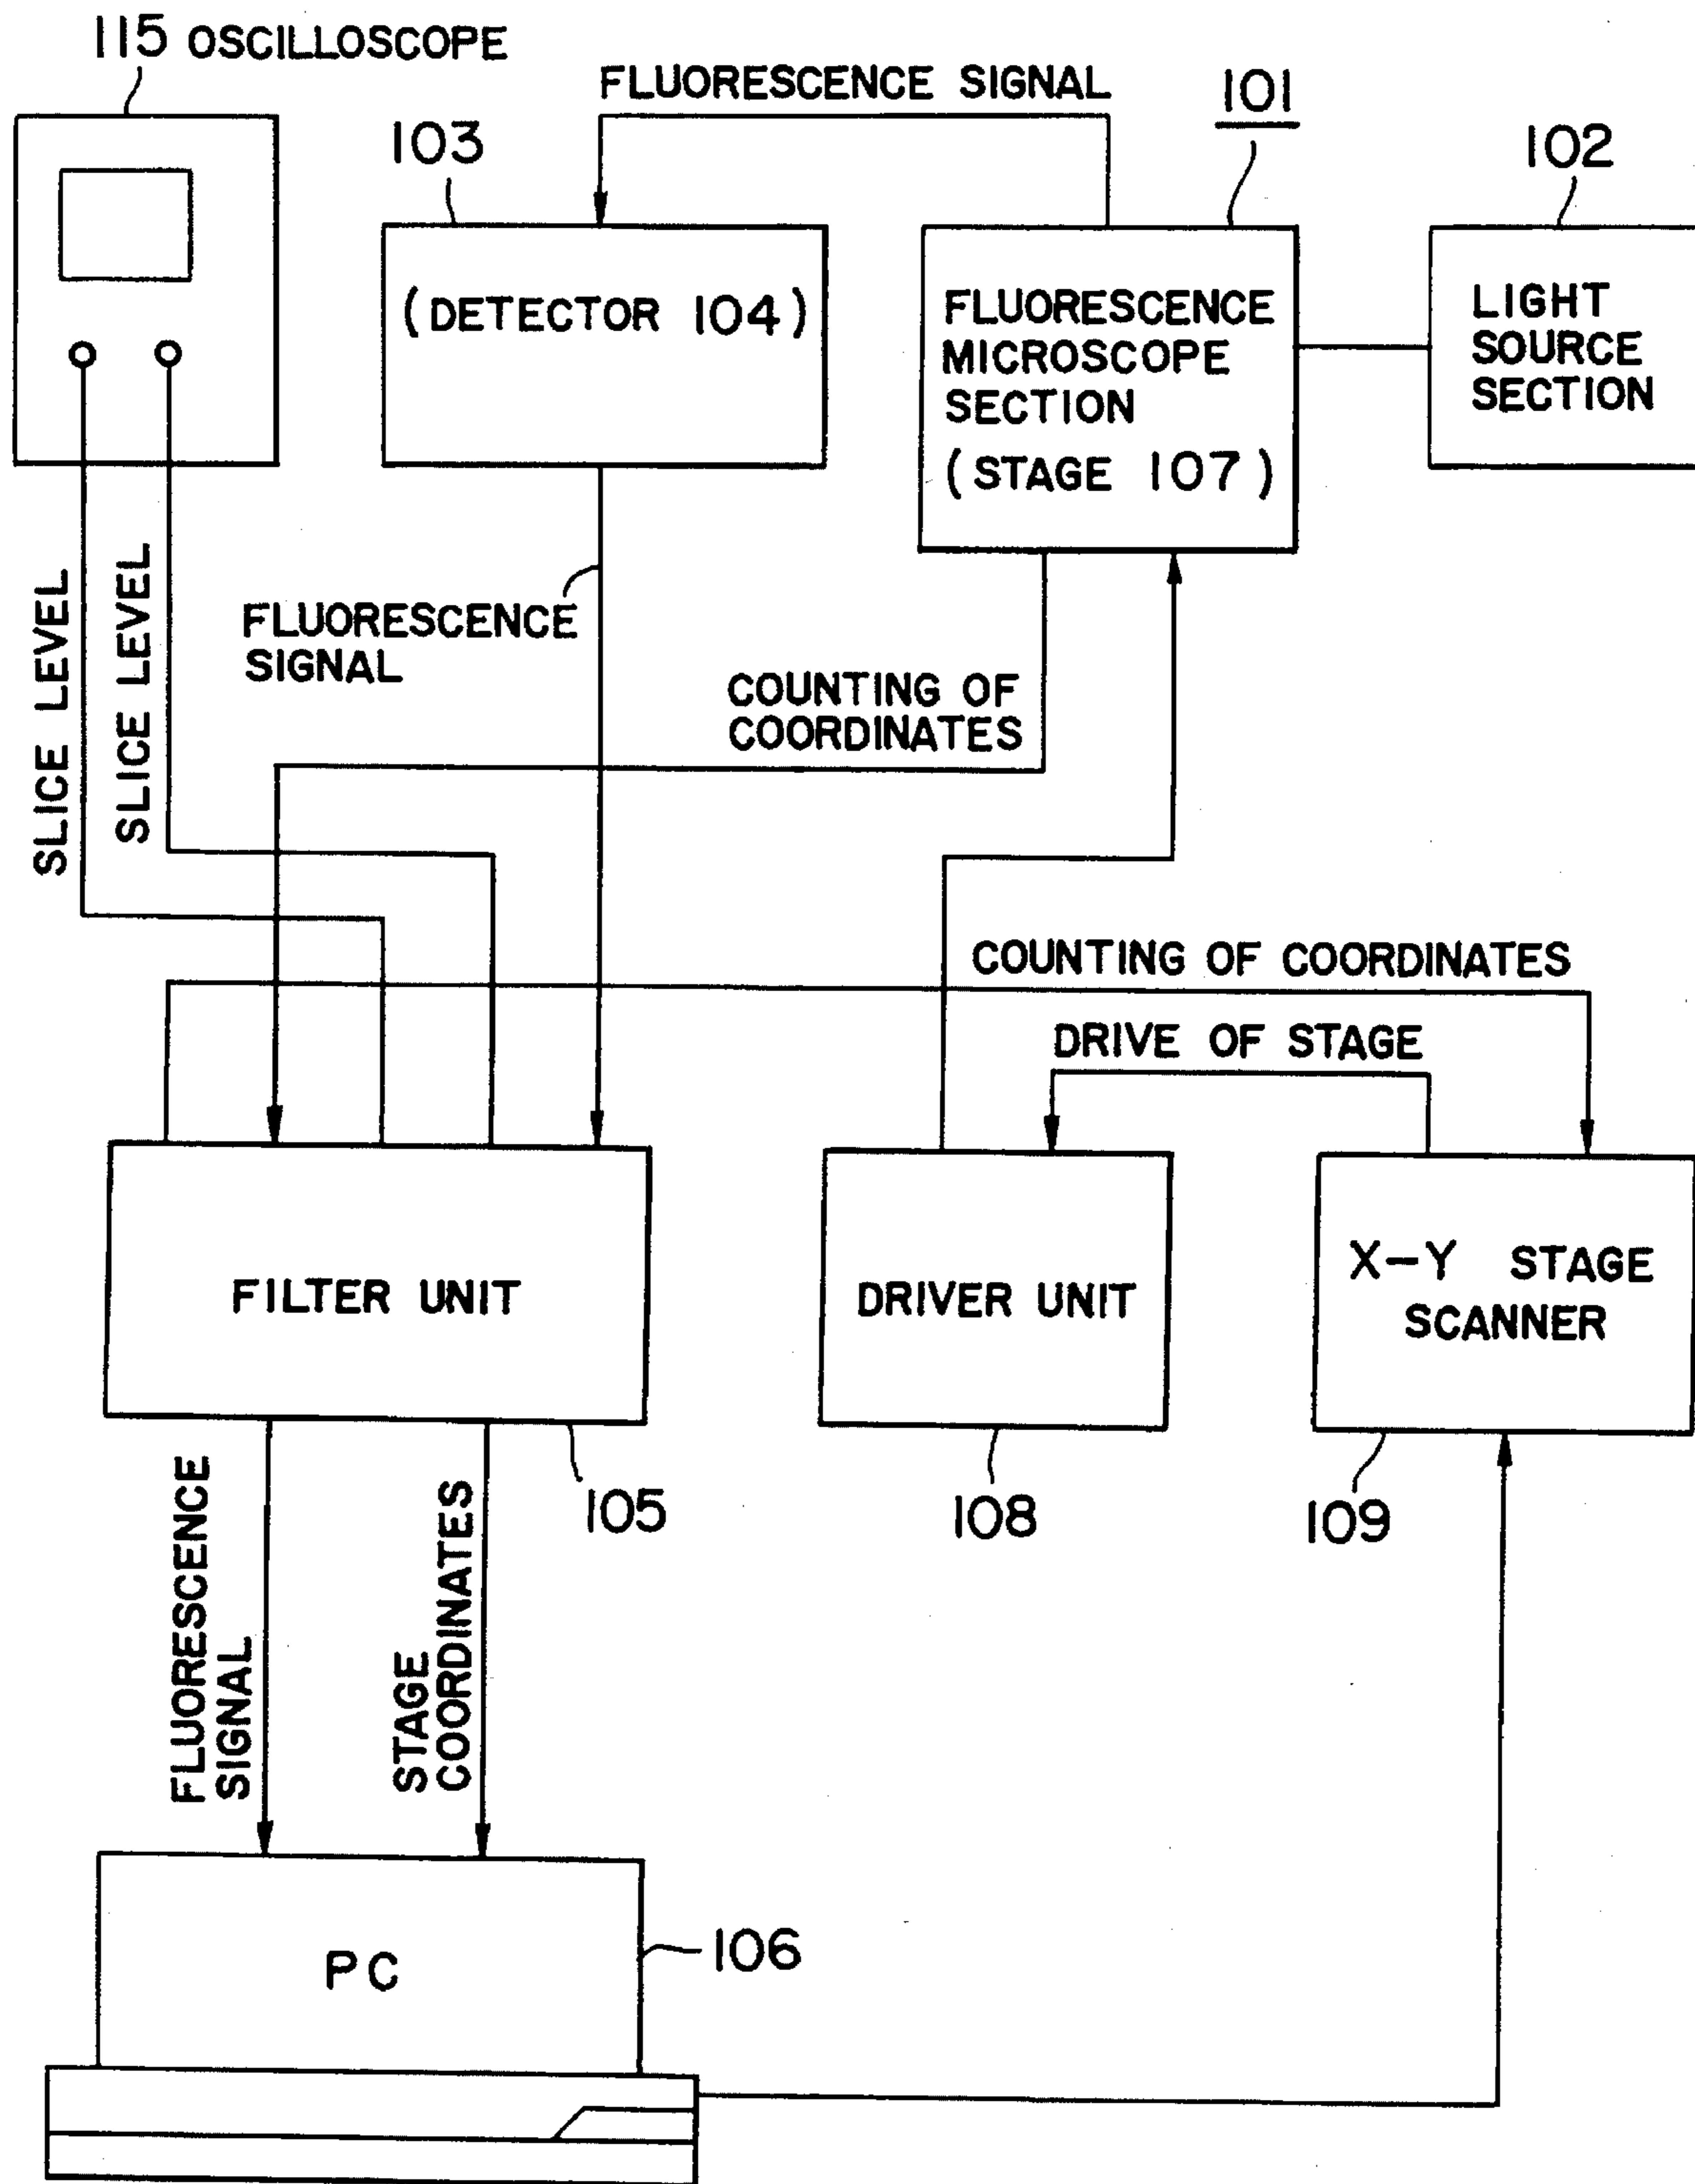 115 OSCILLOSCOPE
FLUORESCENCE SIGNAL
101
103
102
(DETECTOR 104)
FLUORESCENCE
MICROSCOPE
SECTION
(STAGE 107)
LIGHT
SOURCE
SECTION
SLICE LEVEL
SLICE LEVEL
FLUORESCENCE
SIGNAL
COUNTING OF
COORDINATES
COUNTING OF COORDINATES
DRIVE OF STAGE
FILTER UNIT
DRIVER UNIT
X-Y STAGE
SCANNER
105
108
109
FLUORESCENCE
SIGNAL
STAGE
COORDINATES
PC
106